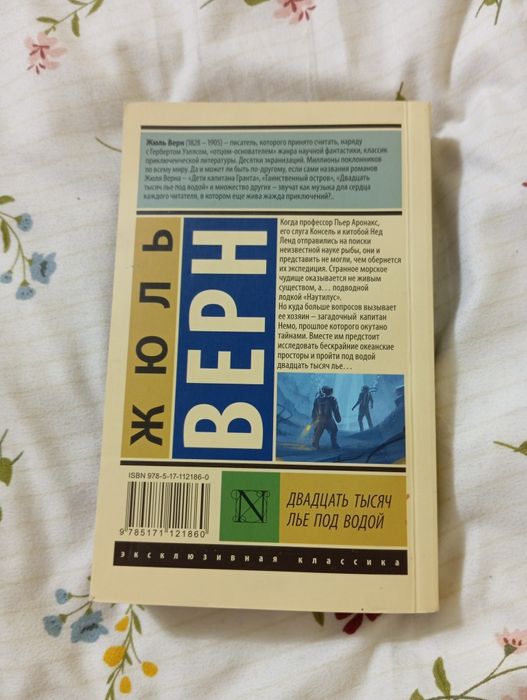 Жюль Верн (1828 – 1905) – писатель, которого принято считать, наряду
с Гербертом Уэллсом, «отцом-основателем» жанра научной фантастики, классик
приключенческой литературы. Десятки экранизаций. Миллионы поклонников
по всему миру. Да и может ли быть по-другому, если сами названия романов
Жюля Верна – «Дети капитана Гранта», «Таинственный остров», «Двадцать
тысяч лье под водой» и множество других – звучат как музыка для сердца
каждого читателя, в котором еще жива жажда приключений?..
ЖЮЛЬ
ВЕРН
Когда профессор Пьер Аронакс,
его слуга Консель и китобой Нед
Ленд отправились на поиски
неизвестной науке рыбы, они и
представить не могли, чем обернется
их экспедиция. Странное морское
чудище оказывается не живым
существом, а… подводной
лодкой «Наутилус».
Но куда больше вопросов вызывает
ее хозяин – загадочный капитан
Немо, прошлое которого окутано
тайнами. Вместе им предстоит
исследовать бескрайние океанские
просторы и пройти под водой
двадцать тысяч лье…
ISBN 978-5-17-112186-0
9 785171 121860
N
ДВАДЦАТЬ ТЫСЯЧ
ЛЬЕ ПОД ВОДОЙ
эксклюзивная классика